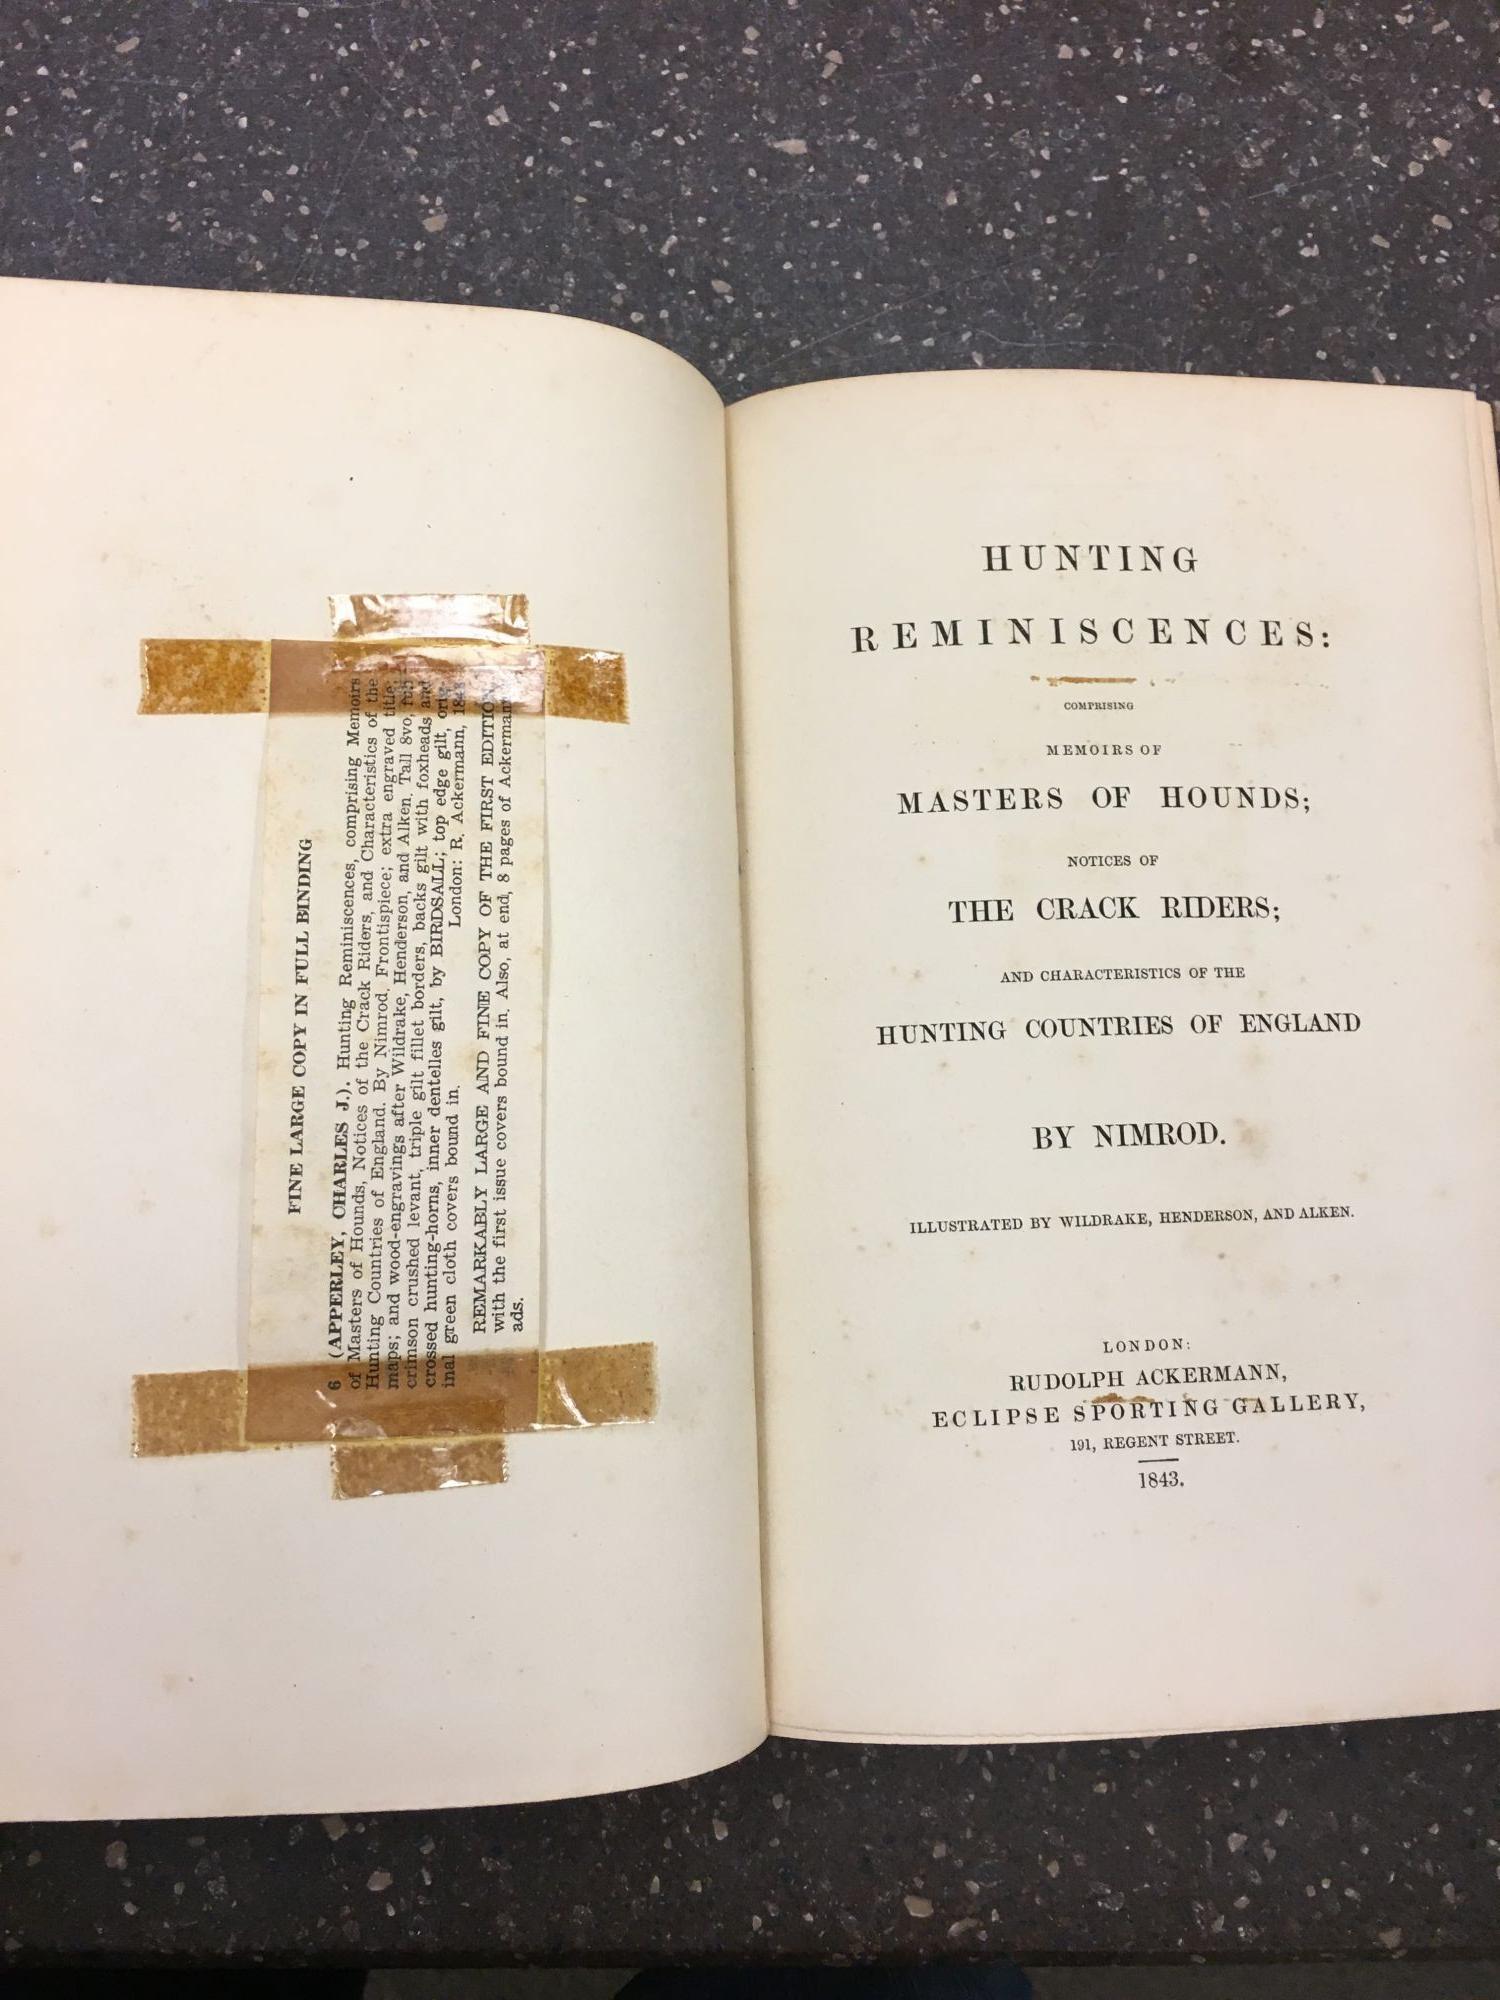 FINE LARGE COPY IN FULL BINDING
6 (APPERLEY, CHARLES J.). Hunting Reminiscences, comprising Memoirs
of Masters of Hounds, Notices of the Crack Riders, and Characteristics of the
Hunting Countries of England. By Nimrod. Frontispiece; extra engraved title;
maps; and wood-engravings after Wildrake, Henderson, and Alken. Tall 8vo, full
crimson crushed levant, triple gilt fillet borders, backs gilt with foxheads and
crossed hunting-horns, inner dentelles gilt, by BIRDSALL; top edge gilt, orig-
inal green cloth covers bound in. London: R. Ackermann, 1843
REMARKABLY LARGE AND FINE COPY OF THE FIRST EDITION,
with the first issue covers bound in. Also, at end, 8 pages of Ackermann
ads.
HUNTING
REMINISCENCES:
COMPRISING
MEMOIRS OF
MASTERS OF HOUNDS;
NOTICES OF
THE CRACK RIDERS;
AND CHARACTERISTICS OF THE
HUNTING COUNTRIES OF ENGLAND
BY NIMROD.
ILLUSTRATED BY WILDRAKE, HENDERSON, AND ALKEN.
LONDON:
RUDOLPH ACKERMANN,
ECLIPSE SPORTING GALLERY,
191, REGENT STREET.
1843.